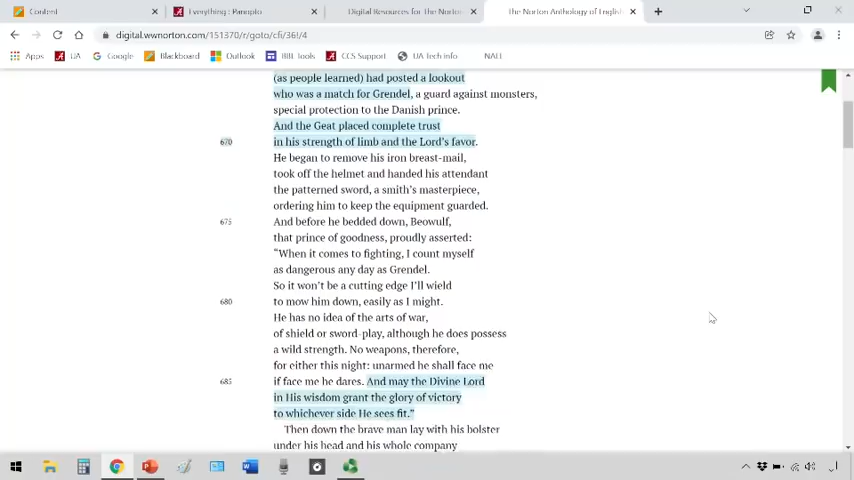 Content
Everything : Panopto
Digital Resources for The Norto
The Norton Anthology of English
digital.wwnorton.com/151370/r/goto/cfi/36!/4
Apps
UA
Google
Blackboard
Outlook
Bill Tools
CCS Support
UA Tech info
NAEL
(as people learned) had posted a lookout
who was a match for Grendel, a guard against monsters,
special protection to the Danish prince.
And the Geat placed complete trust
670 in his strength of limb and the Lord's favor.
He began to remove his iron breast-mail,
took off the helmet and handed his attendant
the patterned sword, a smith's masterpiece,
ordering him to keep the equipment guarded.
675 And before he bedded down, Beowulf,
that prince of goodness, proudly asserted:
“When it comes to fighting, I count myself
as dangerous any day as Grendel.
So it won't be a cutting edge I'll wield
680 to mow him down, easily as I might.
He has no idea of the arts of war,
of shield or sword-play, although he does possess
a wild strength. No weapons, therefore,
for either this night: unarmed he shall face me
685 if face me he dares. And may the Divine Lord
in His wisdom grant the glory of victory
to whichever side He sees fit.”
Then down the brave man lay with his bolster
under his head and his whole company